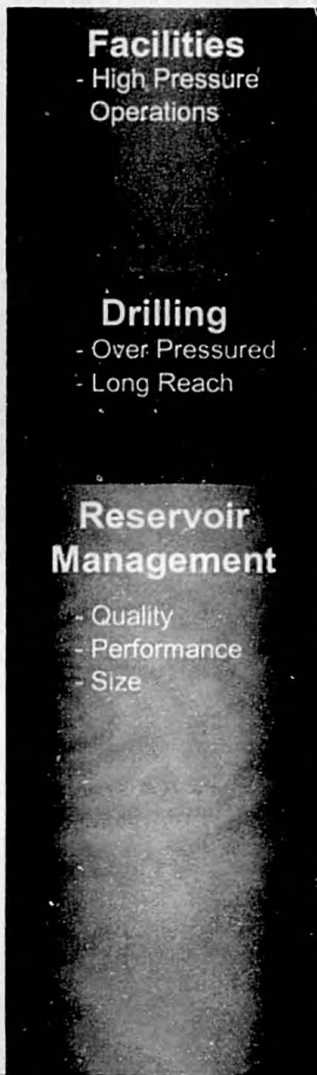 Facilities
- High Pressure
Operations
Drilling
- Over Pressured
- Long Reach
Reservoir
Management
- Quality
- Performance
- Size